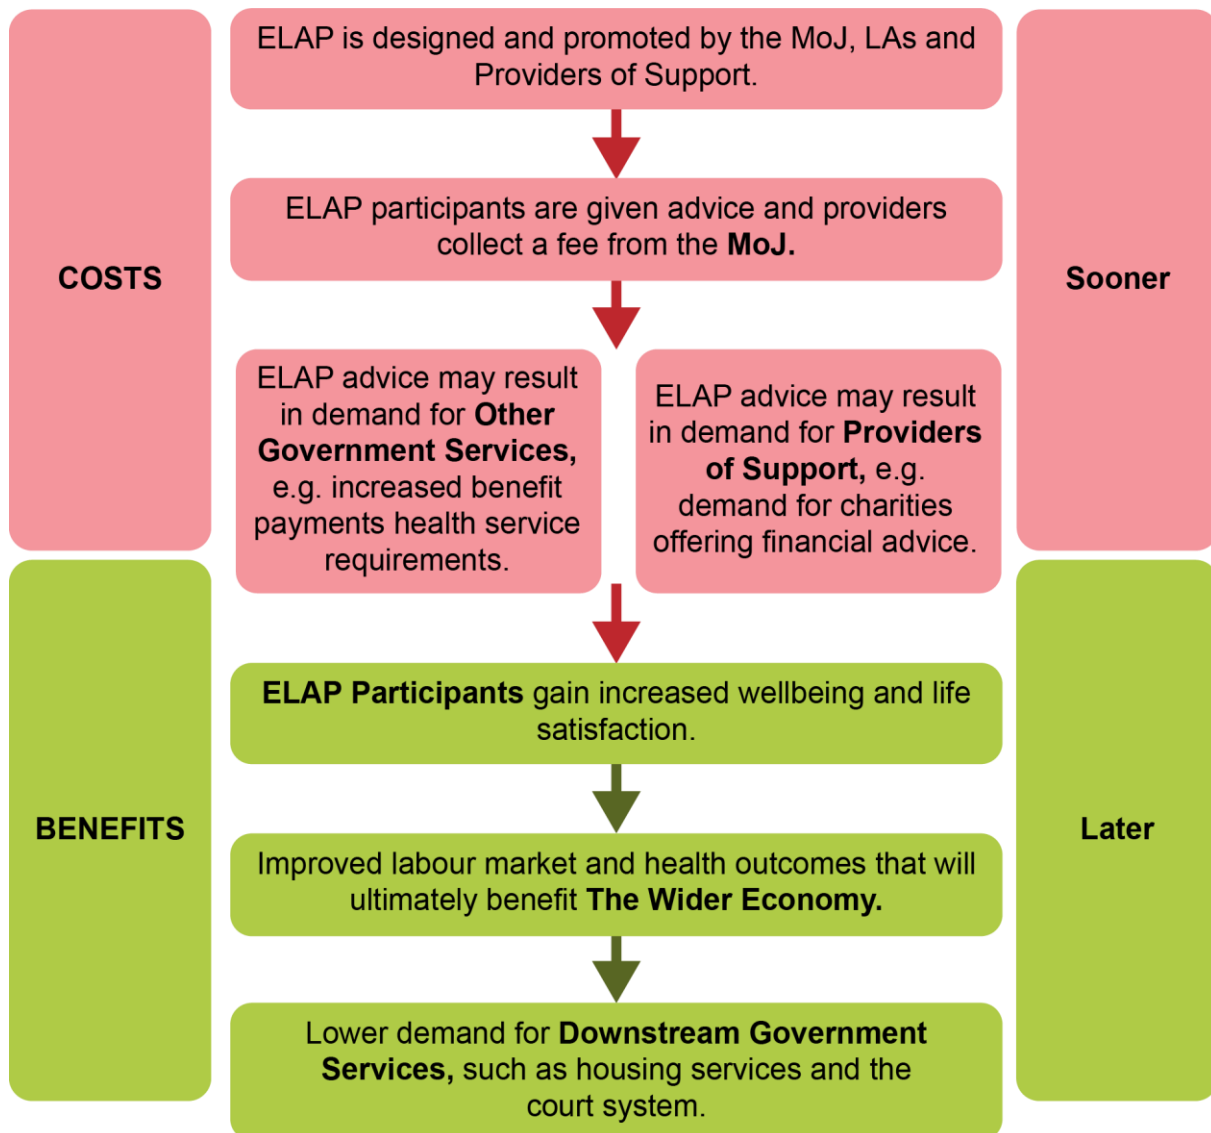 ELAP is designed and promoted by the MoJ, LAs and
Providers of Support.
COSTS
Sooner
ELAP participants are given advice and providers
collect a fee from the MoJ.
ELAP advice may result
in demand for Other
Government Services,
e.g. increased benefit
payments health service
requirements.
ELAP advice may result
in demand for Providers
of Support, e.g.
demand for charities
offering financial advice.
BENEFITS
Later
ELAP Participants gain increased wellbeing and life
satisfaction.
Improved labour market and health outcomes that will
ultimately benefit The Wider Economy.
Lower demand for Downstream Government
Services, such as housing services and the
court system.